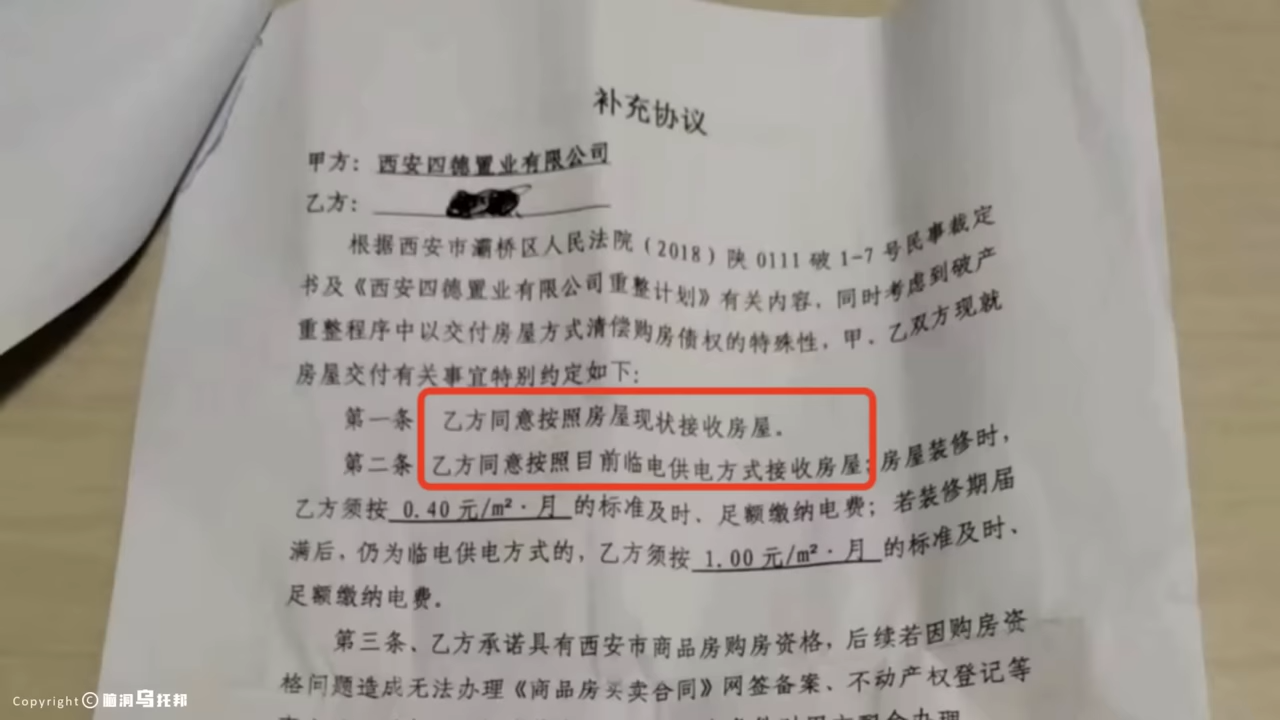 补充协议
甲方：西安四德置业有限公司
乙方：
根据西安市灞桥区人民法院（2018）陕0111破1-7号民事裁定
书及《西安四德置业有限公司重整计划》有关内容，同时考虑到破产
重整程序中以交付房屋方式清偿购房债权的特殊性，甲、乙双方现就
房屋交付有关事宜特别约定如下：
第一条 乙方同意按照房屋现状接收房屋。
第二条 乙方同意按照目前临电供电方式接收房屋；房屋装修时，
乙方须按 0.40元/m²·月 的标准及时、足额缴纳电费；若装修期届
满后，仍为临电供电方式的，乙方须按 1.00元/m²·月 的标准及时、
足额缴纳电费。
第三条、乙方承诺具有西安市商品房购房资格，后续若因购房资
格问题造成无法办理《商品房买卖合同》网签备案、不动产权登记等
Copyright © 脑洞乌托邦